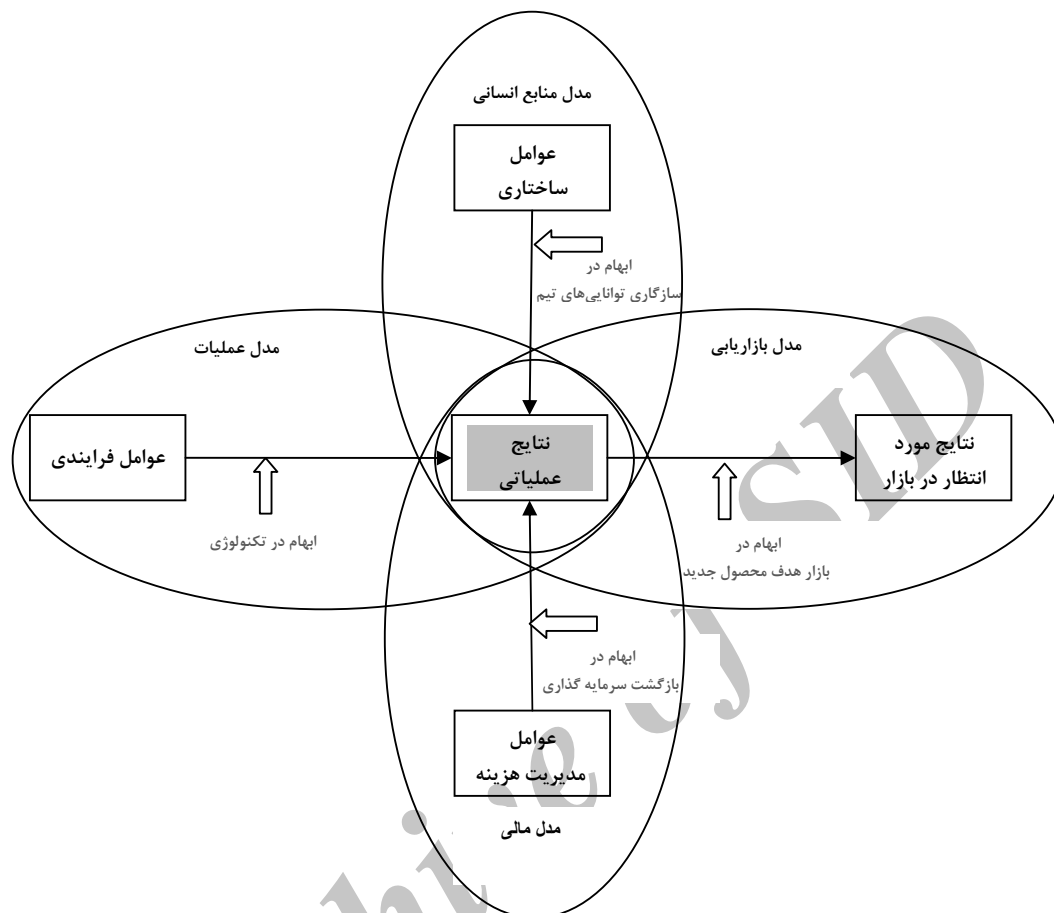 مدل منابع انسانی
عوامل
ساختاری
ابهام در
سازگاری توانایی‌های تیم
مدل بازاریابی
مدل عملیات
نتایج مورد
انتظار در بازار
نتایج
عملیاتی
عوامل فرایندی
ابهام در
بازار هدف محصول جدید
ابهام در تکنولوژی
ابهام در
بازگشت سرمایه گذاری
عوامل
مدیریت هزینه
مدل مالی
SID